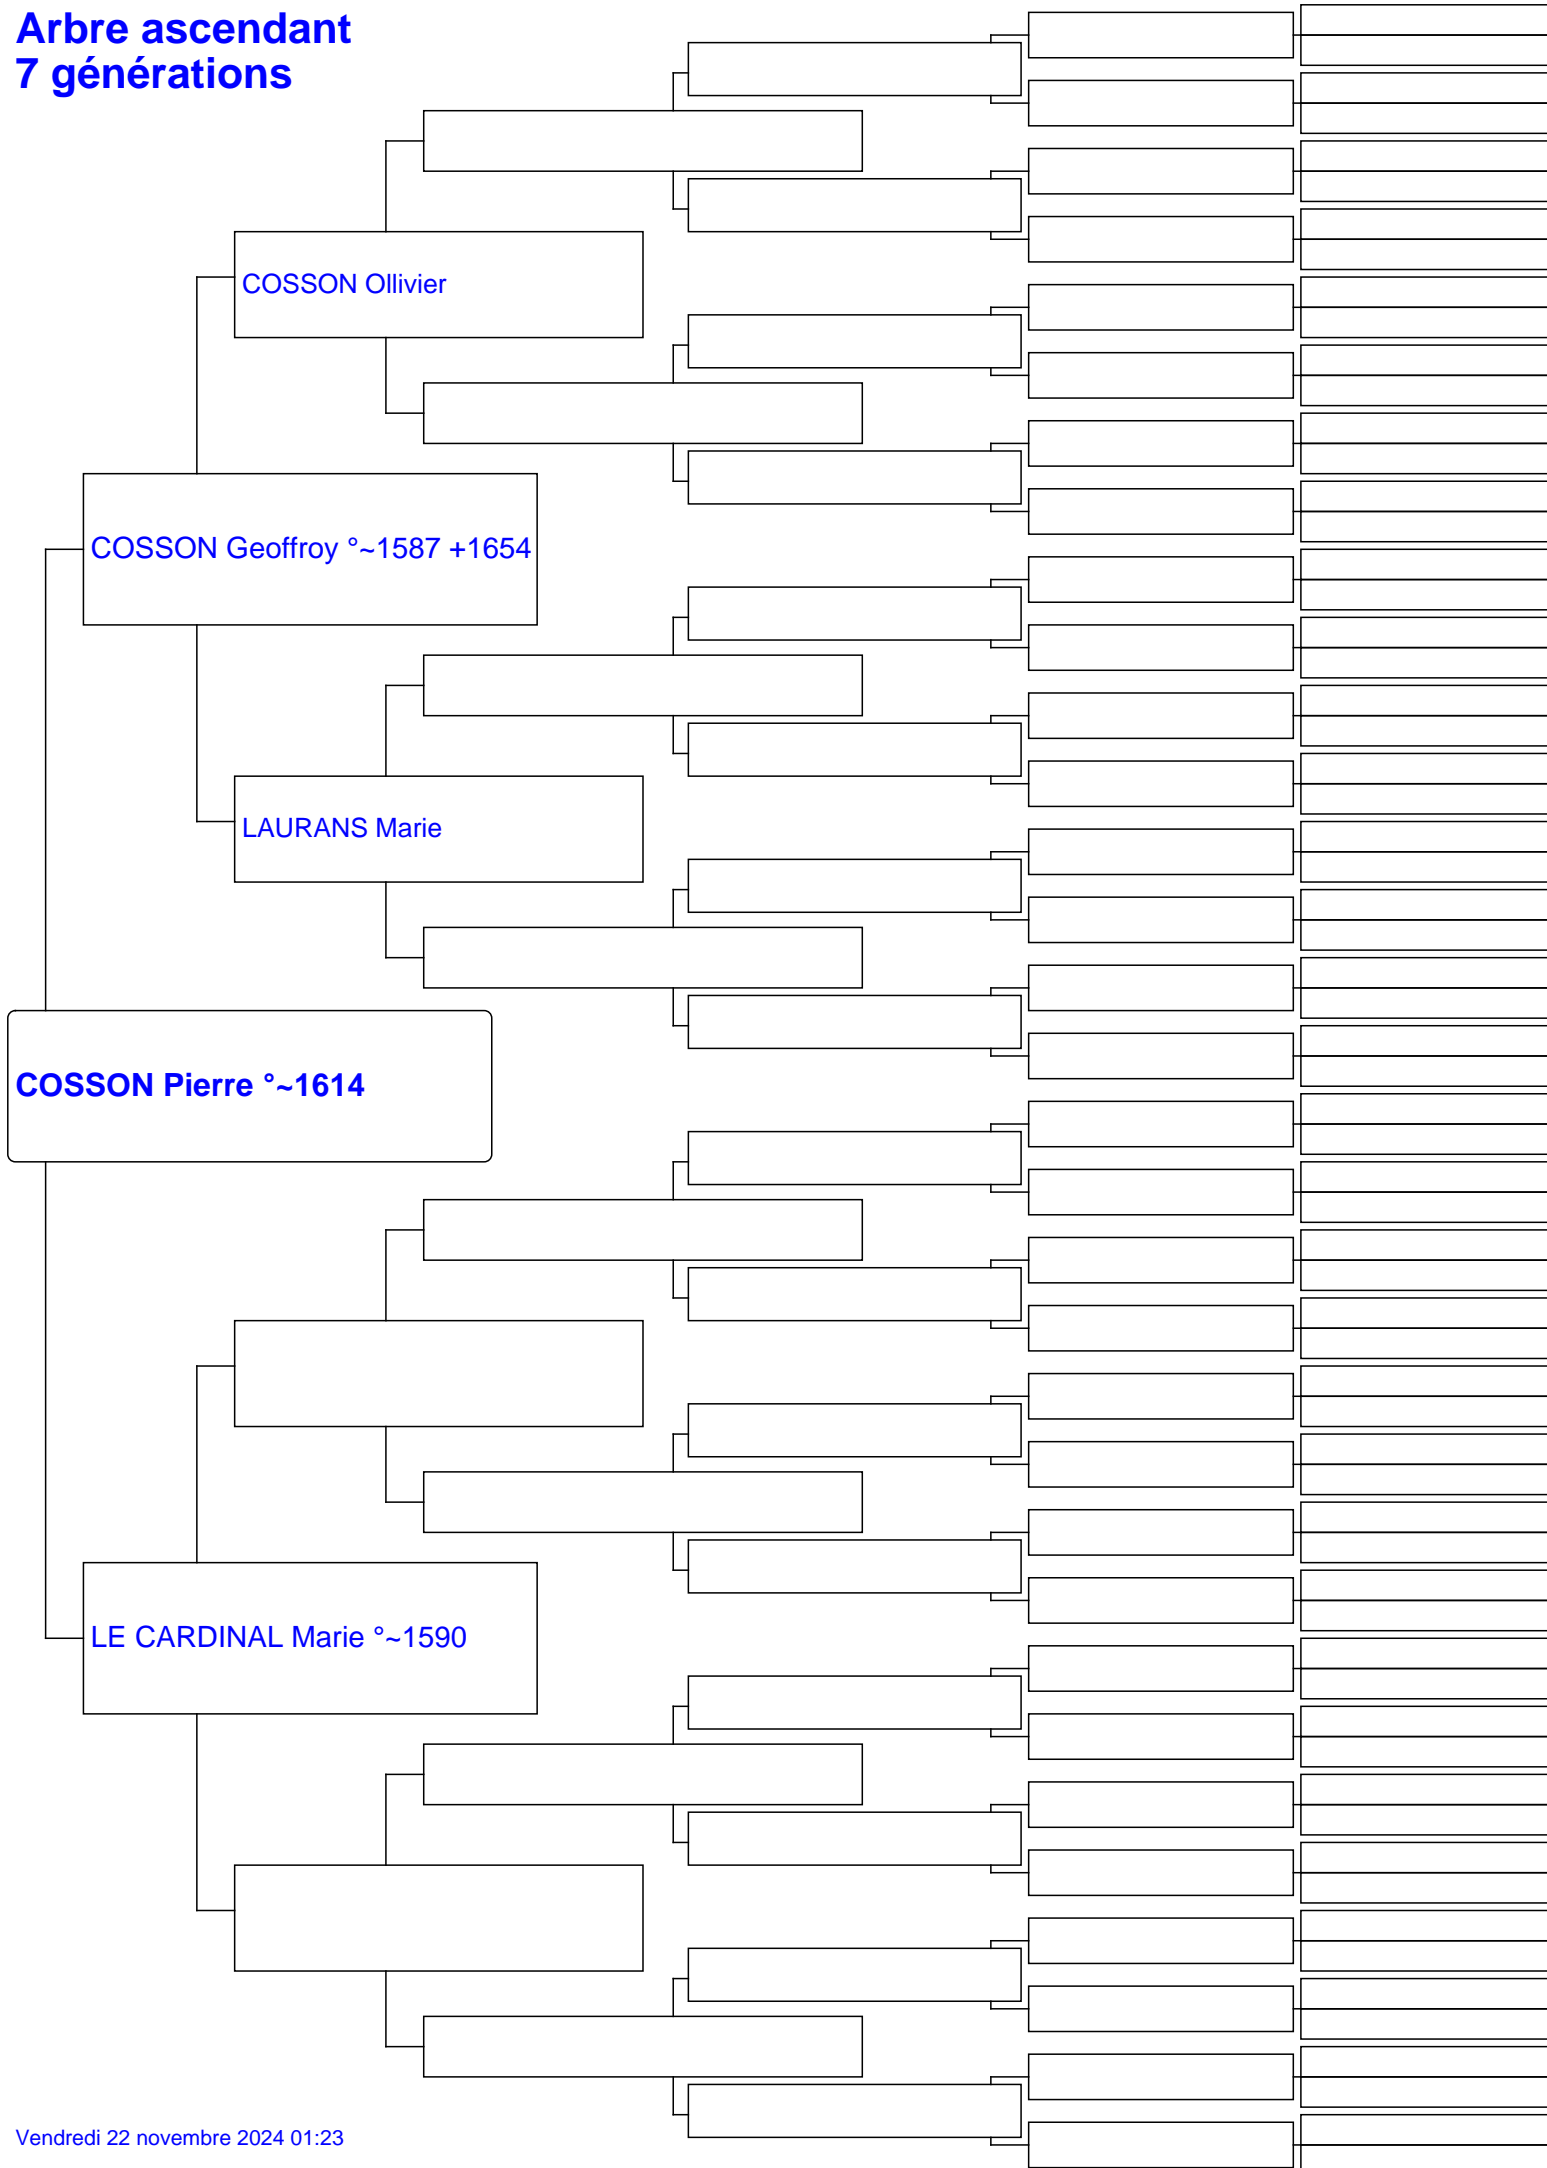 Arbre ascendant
7 générations
COSSON Ollivier
COSSON Geoffroy °~1587 +1654
LAURANS Marie
COSSON Pierre °~1614
LE CARDINAL Marie °~1590
Vendredi 22 novembre 2024 01:23